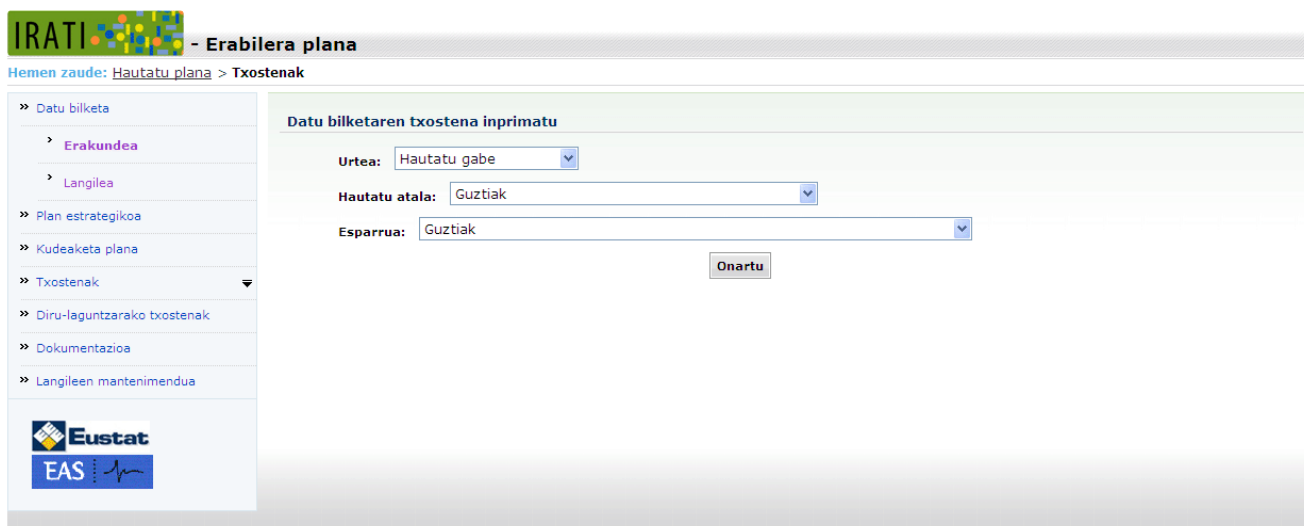 IRATI - Erabilera plana
Hemen zaude: Hautatu plana > Txostenak
» Datu bilketa
› Erakundea
› Langilea
» Plan estrategikoa
» Kudeaketa plana
» Txostenak
» Diru-laguntzarako txostenak
» Dokumentazioa
» Langileen mantenimendua
Eustat
EAS
Datu bilketaren txostena inprimatu
Urtea: Hautatu gabe
Hautatu atala: Guztiak
Esparrua: Guztiak
Onartu